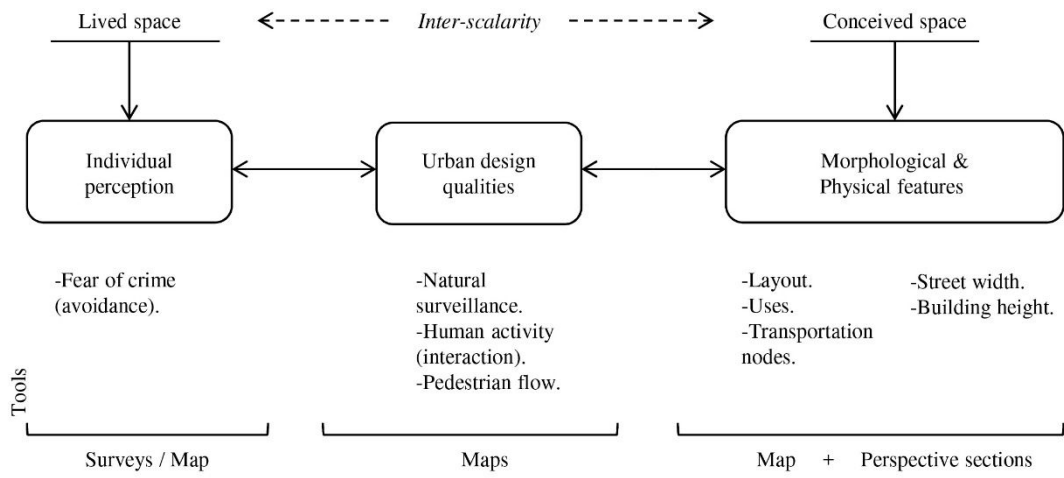 Lived space
Inter-scalarity
Conceived space
Individual
perception
Urban design
qualities
Morphological &
Physical features
-Fear of crime
(avoidance).
-Natural
surveillance.
-Human activity
(interaction).
-Pedestrian flow.
-Layout.
-Uses.
-Transportation
nodes.
-Street width.
-Building height.
Tools
Surveys / Map
Maps
Map + Perspective sections